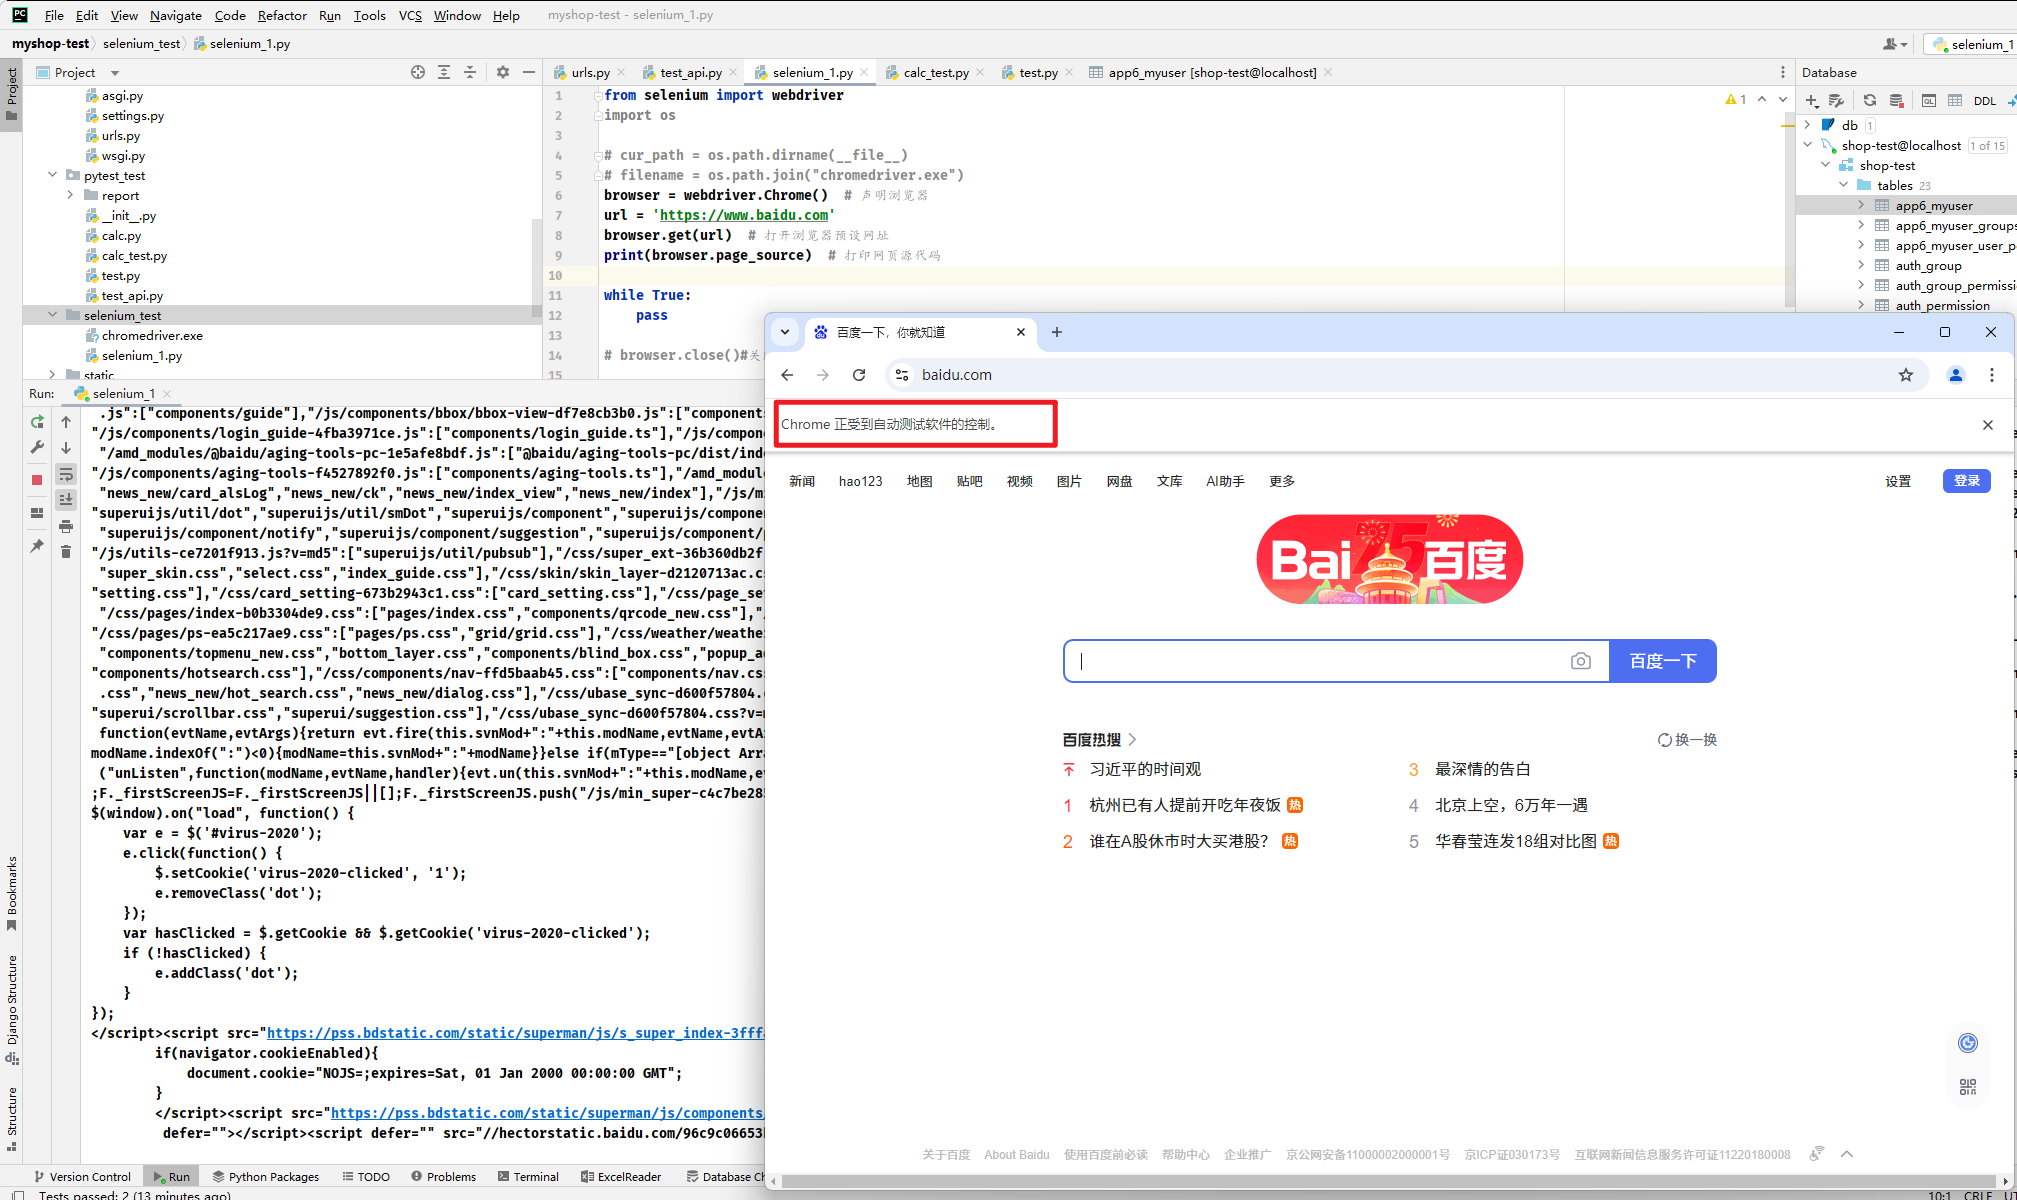 File Edit View Navigate Code Refactor Run Tools VCS Window Help myshop-test - selenium_1.py
myshop-test selenium_test selenium_1.py
selenium_1
Project
urls.py test_api.py selenium_1.py calc_test.py test.py app6_myuser [shop-test@localhost]
Database
Project
asgi.py
settings.py
urls.py
wsgi.py
pytest_test
report
__init__.py
calc.py
calc_test.py
test.py
test_api.py
selenium_test
chromedriver.exe
selenium_1.py
static
1 from selenium import webdriver
2 import os
3
4 # cur_path = os.path.dirname(__file__)
5 # filename = os.path.join("chromedriver.exe")
6 browser = webdriver.Chrome()  # 声明浏览器
7 url = 'https://www.baidu.com'
8 browser.get(url)  # 打开浏览器预设网址
9 print(browser.page_source)  # 打印网页源代码
10
11 while True:
12     pass
13
14 # browser.close()#关
15
1
DDL
db 1
shop-test@localhost 1 of 15
shop-test
tables 23
app6_myuser
app6_myuser_groups
app6_myuser_user_p
auth_group
auth_group_permissi
auth_permission
Run: selenium_1
.js":["components/guide"],"/js/components/bbox/bbox-view-df7e8cb3b0.js":["component
"/js/components/login_guide-4fba3971ce.js":["components/login_guide.ts"],"/js/compon
"/amd_modules/@baidu/aging-tools-pc-1e5afe8bdf.js":["@baidu/aging-tools-pc/dist/ind
"/js/components/aging-tools-f4527892f0.js":["components/aging-tools.ts"],"/amd_modul
"news_new/card_alsLog","news_new/ck","news_new/index_view","news_new/index"],"/js/mi
"superuijs/util/dot","superuijs/util/smDot","superuijs/component","superuijs/compon
"superuijs/component/notify","superuijs/component/suggestion","superuijs/component/p
"/js/utils-ce7201f913.js?v=md5":["superuijs/util/pubsub"],"/css/super_ext-36b360db2f
"super_skin.css","select.css","index_guide.css"],"/css/skin/skin_layer-d2120713ac.cs
"setting.css"],"/css/card_setting-673b2943c1.css":["card_setting.css"],"/css/page_se
"/css/pages/index-b0b3304de9.css":["pages/index.css","components/qrcode_new.css"],"/
"/css/pages/ps-ea5c217ae9.css":["pages/ps.css","grid/grid.css"],"/css/weather/weathe
"components/topmenu_new.css","bottom_layer.css","components/blind_box.css","popup_a
"components/hotsearch.css"],"/css/components/nav-ffd5baab45.css":["components/nav.cs
.css","news_new/hot_search.css","news_new/dialog.css"],"/css/ubase_sync-d600f57804.
"superui/scrollbar.css","superui/suggestion.css"],"/css/ubase_sync-d600f57804.css?v=
function(evtName,evtArgs){return evt.fire(this.svnMod+":"+this.modName,evtName,evtA
modName.indexOf(":")<0){modName=this.svnMod+":"+modName}}else if(mType=="[object Arr
("unListen",function(modName,evtName,handler){evt.un(this.svnMod+":"+this.modName,ev
;F._firstScreenJS=F._firstScreenJS||[];F._firstScreenJS.push("/js/min_super-c4c7be28
$(window).on("load", function() {
var e = $('#virus-2020');
e.click(function() {
$.setCookie('virus-2020-clicked', '1');
e.removeClass('dot');
});
var hasClicked = $.getCookie && $.getCookie('virus-2020-clicked');
if (!hasClicked) {
e.addClass('dot');
}
});
</script><script src="https://pss.bdstatic.com/static/superman/js/s_super_index-3fff
if(navigator.cookieEnabled){
document.cookie="NOJS=;expires=Sat, 01 Jan 2000 00:00:00 GMT";
}
</script><script src="https://pss.bdstatic.com/static/superman/js/components
defer=""></script><script defer="" src="//hectorstatic.baidu.com/96c9c06653
Bookmarks
Django Structure
Structure
百度一下，你就知道
baidu.com
Chrome 正受到自动测试软件的控制。
新闻 hao123 地图 贴吧 视频 图片 网盘 文库 AI助手 更多 设置 登录
Bai 75 百度
百度一下
百度热搜 换一换
习近平的时间观
1 杭州已有人提前开吃年夜饭 热
2 谁在A股休市时大买港股？ 热
3 最深情的告白
4 北京上空，6万年一遇
5 华春莹连发18组对比图 热
关于百度 About Baidu 使用百度前必读 帮助中心 企业推广 京公网安备11000002000001号 京ICP证030173号 互联网新闻信息服务许可证11220180008
Version Control Run Python Packages TODO Problems Terminal ExcelReader Database Ch
Tests passed: 2 (13 minutes ago)
10:1 CRLF UT